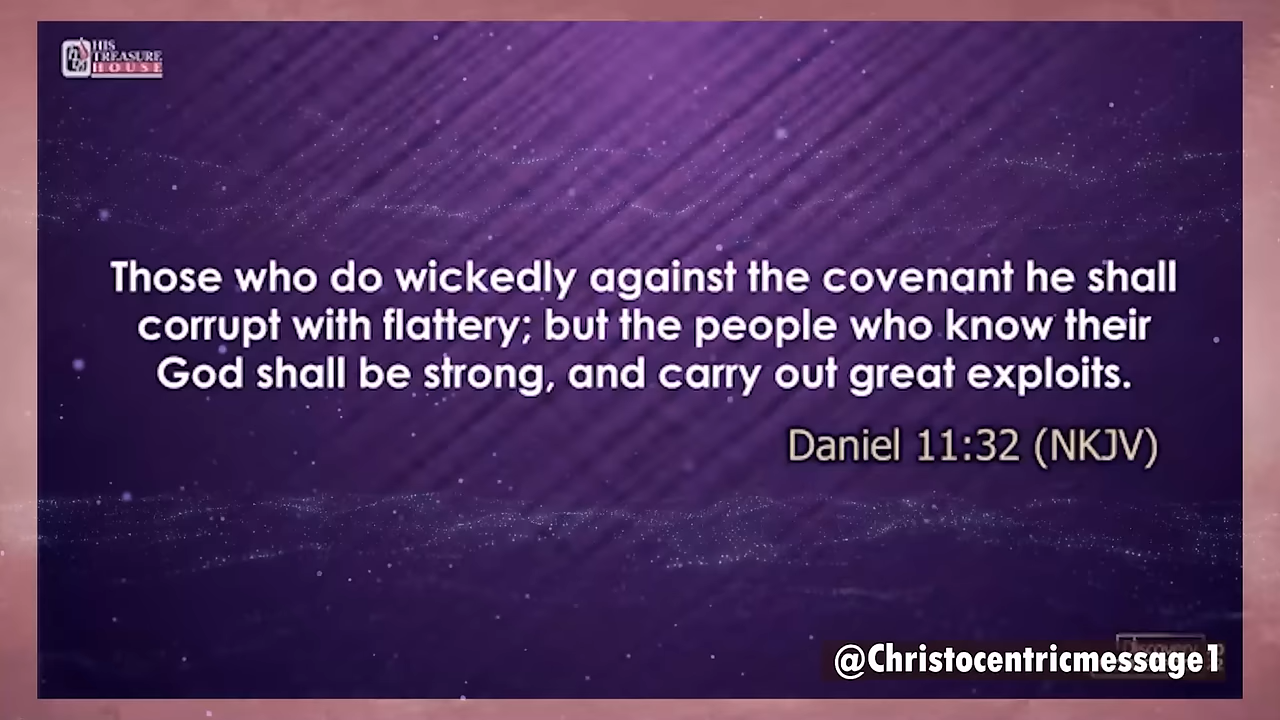 HIS
TREASURE
HOUSE
Those who do wickedly against the covenant he shall
corrupt with flattery; but the people who know their
God shall be strong, and carry out great exploits.
Daniel 11:32 (NKJV)
@Christocentricmessage1